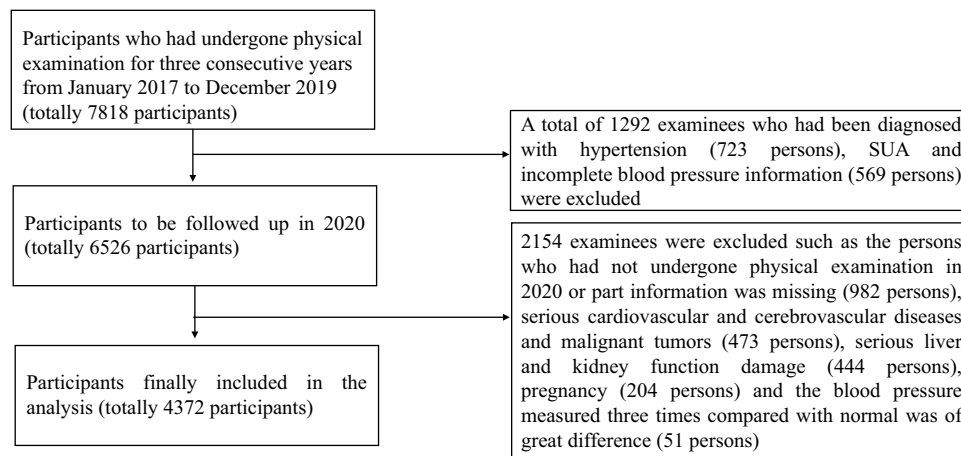 Participants who had undergone physical
examination for three consecutive years
from January 2017 to December 2019
(totally 7818 participants)
A total of 1292 examinees who had been diagnosed
with hypertension (723 persons), SUA and
incomplete blood pressure information (569 persons)
were excluded
Participants to be followed up in 2020
(totally 6526 participants)
2154 examinees were excluded such as the persons
who had not undergone physical examination in
2020 or part information was missing (982 persons),
serious cardiovascular and cerebrovascular diseases
and malignant tumors (473 persons), serious liver
and kidney function damage (444 persons),
pregnancy (204 persons) and the blood pressure
measured three times compared with normal was of
great difference (51 persons)
Participants finally included in the
analysis (totally 4372 participants)